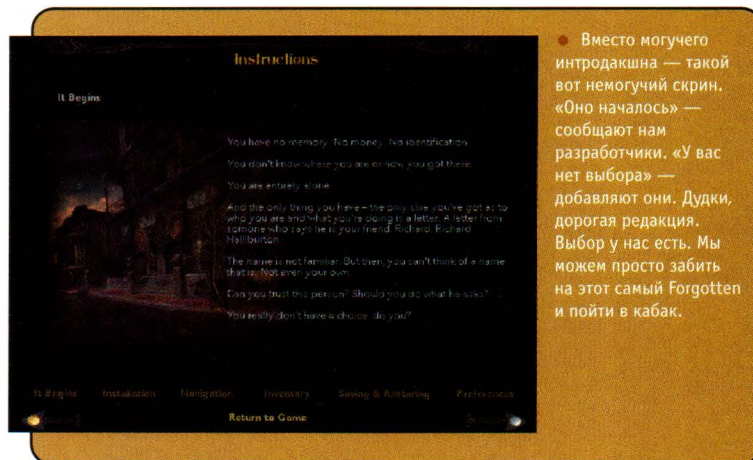 Instructions
It Begins
You have no memory. No money. No identification.
You don't know where you are or how you got there.
You are entirely alone.
And the only thing you have – the only clue you've got as to
who you are and what you're doing is a letter. A letter from
somone who says he is your friend. Richard. Richard
Halliburton.
The name is not familiar. But then, you can't think of a name
that is. Not even your own.
Can you trust this person? Should you do what he asks?
You really don't have a choice, do you?
It Begins Installation Navigation Inventory Saving & Restoring Preferences
Return to Game
● Вместо могучего
интродакшна — такой
вот немогучий скрин.
«Оно началось» —
сообщают нам
разработчики. «У вас
нет выбора» —
добавляют они. Дудки,
дорогая редакция.
Выбор у нас есть. Мы
можем просто забить
на этот самый Forgotten
и пойти в кабак.